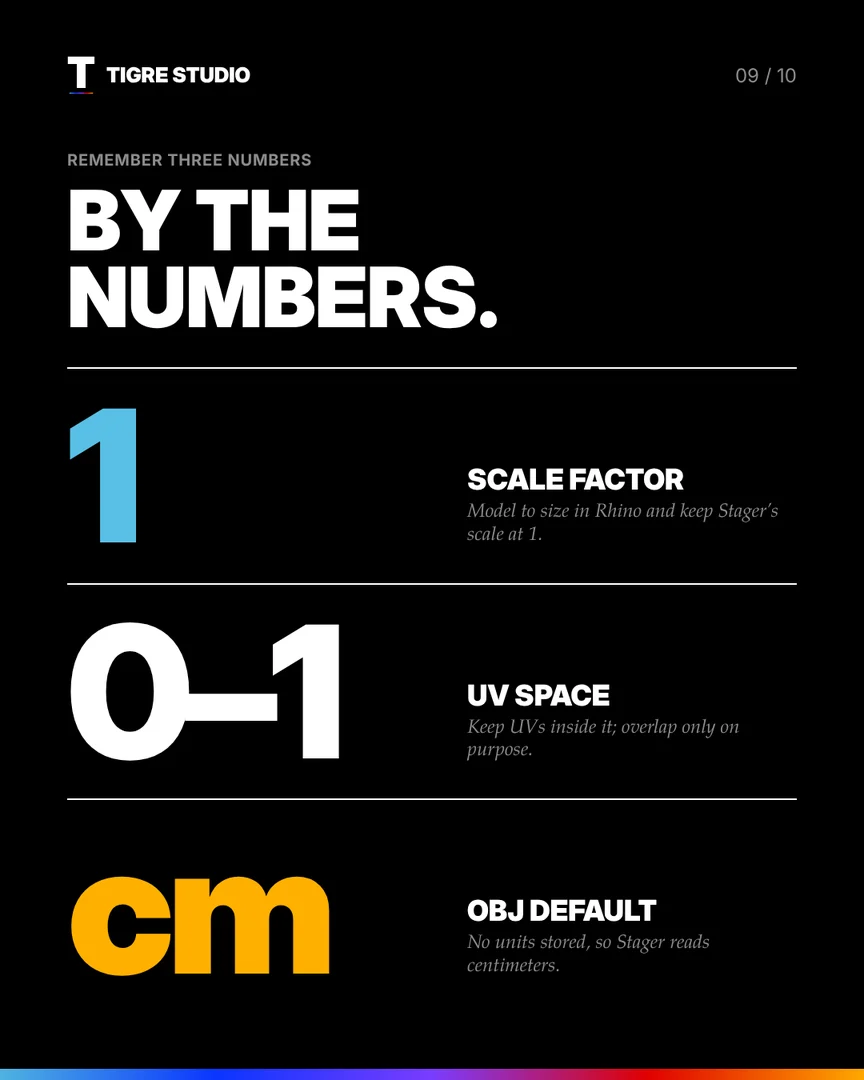 T TIGRE STUDIO
09 / 10
REMEMBER THREE NUMBERS
BY THE
NUMBERS.
1
SCALE FACTOR
Model to size in Rhino and keep Stager’s
scale at 1.
0–1
UV SPACE
Keep UVs inside it; overlap only on
purpose.
cm
OBJ DEFAULT
No units stored, so Stager reads
centimeters.